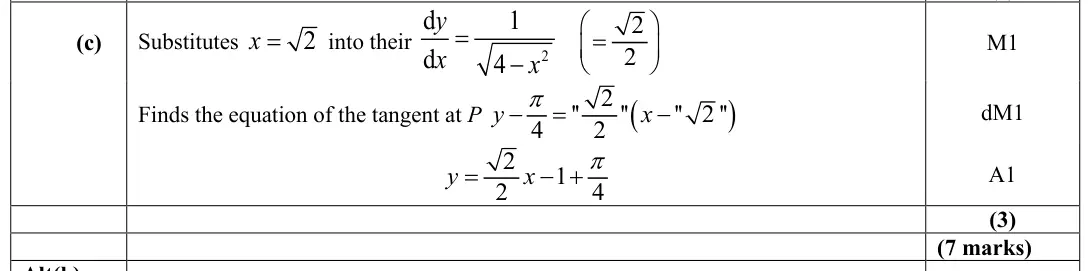 (c) Substitutes x = √2 into their dy/dx = 1/√(4 − x²) (= √2/2) M1
Finds the equation of the tangent at P y − π/4 = "√2/2"(x − "√2") dM1
y = √2/2 x − 1 + π/4 A1
(3)
(7 marks)